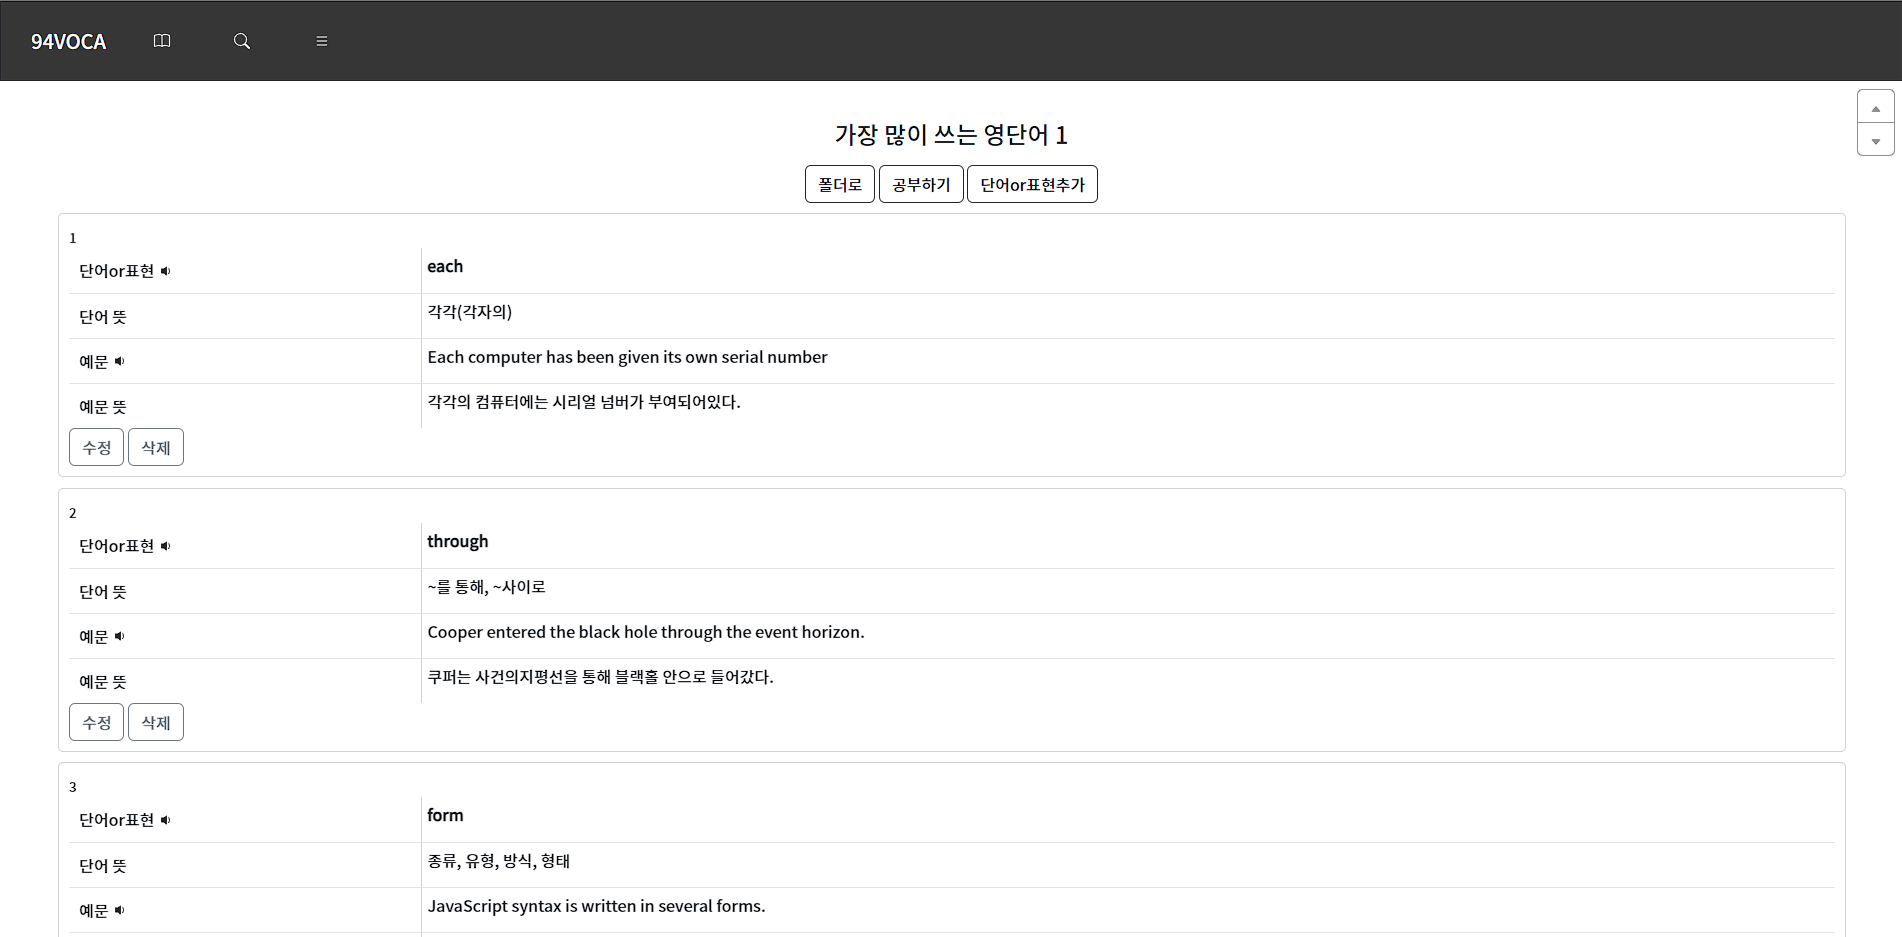 94VOCA
가장 많이 쓰는 영단어 1
폴더로 공부하기 단어or표현추가
1
단어or표현 each
단어 뜻 각각(각자의)
예문 Each computer has been given its own serial number
예문 뜻 각각의 컴퓨터에는 시리얼 넘버가 부여되어있다.
수정 삭제
2
단어or표현 through
단어 뜻 ~를 통해, ~사이로
예문 Cooper entered the black hole through the event horizon.
예문 뜻 쿠퍼는 사건의지평선을 통해 블랙홀 안으로 들어갔다.
수정 삭제
3
단어or표현 form
단어 뜻 종류, 유형, 방식, 형태
예문 JavaScript syntax is written in several forms.